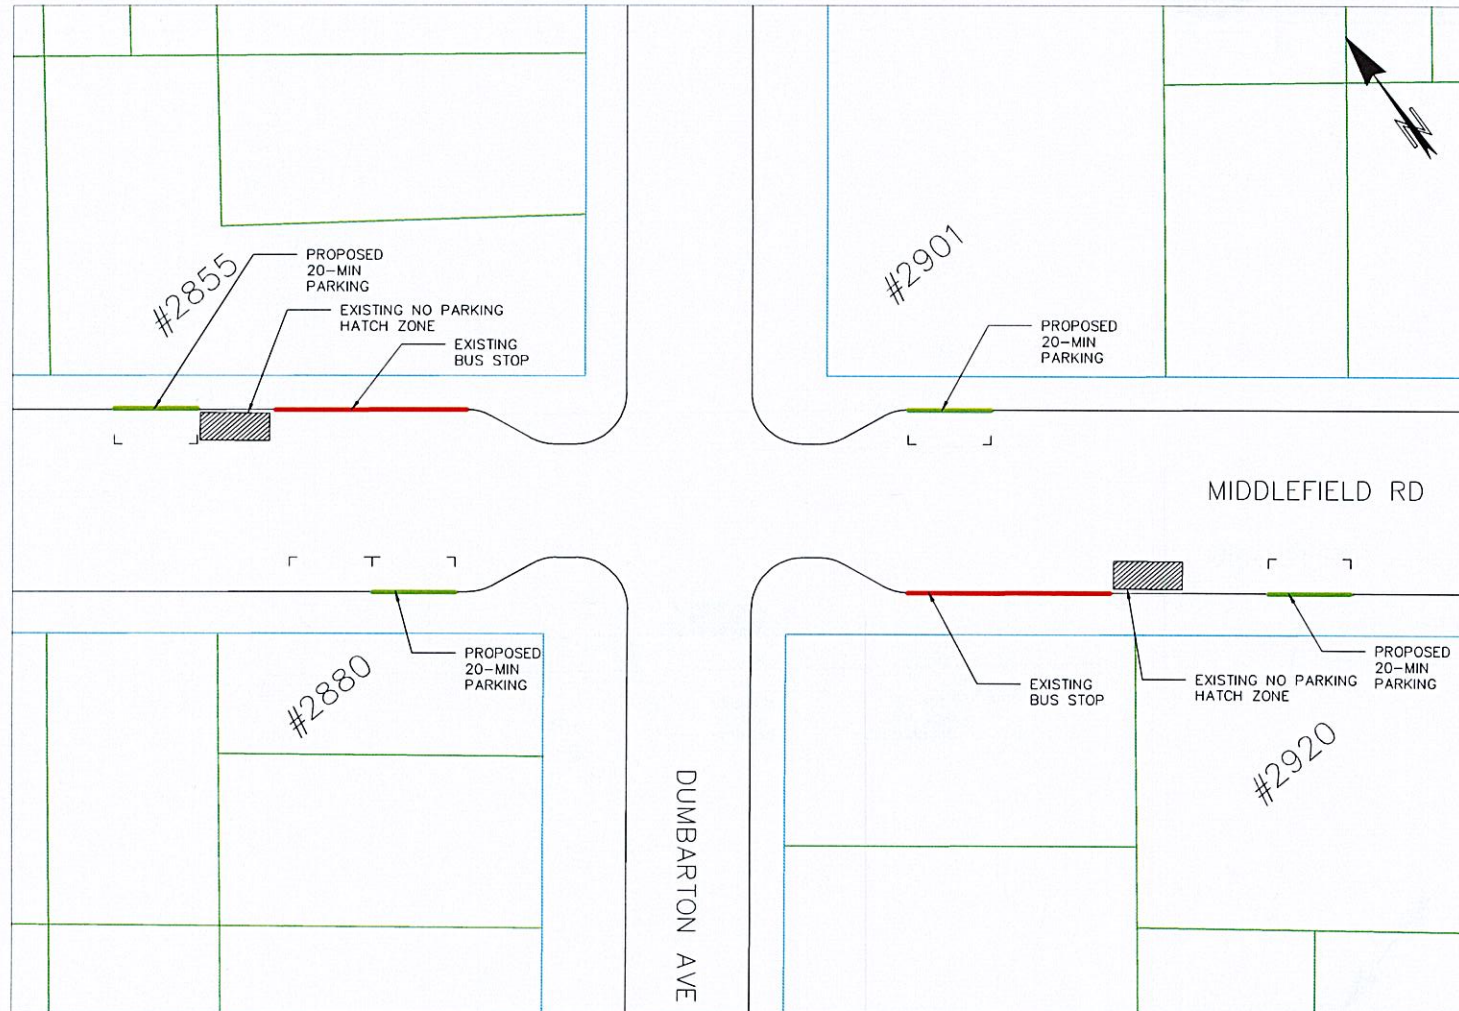 N
#2855
PROPOSED
20-MIN
PARKING
EXISTING NO PARKING
HATCH ZONE
EXISTING
BUS STOP
#2901
PROPOSED
20-MIN
PARKING
MIDDLEFIELD RD
#2880
PROPOSED
20-MIN
PARKING
EXISTING
BUS STOP
EXISTING NO PARKING
HATCH ZONE
PROPOSED
20-MIN
PARKING
#2920
DUMBARTON AVE